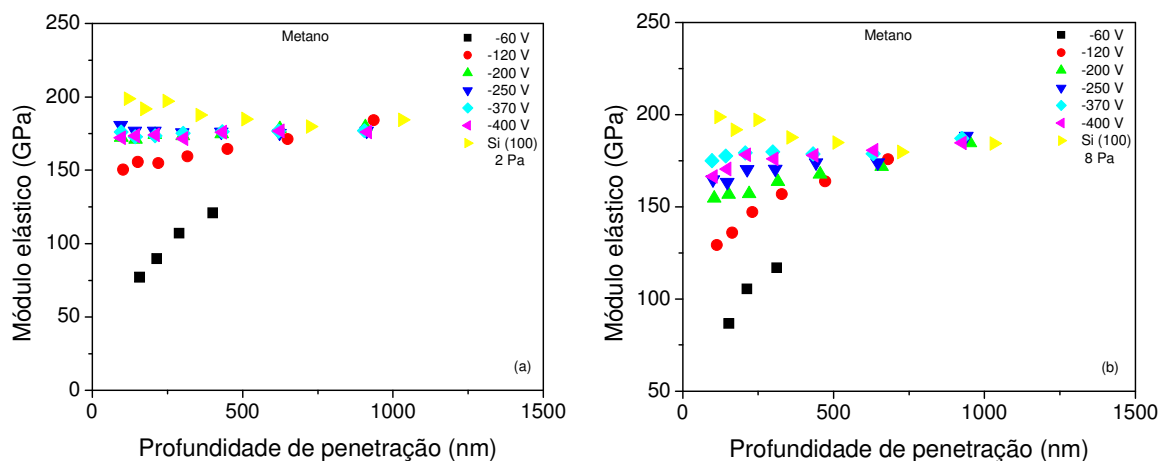 Metano
250
200
150
100
50
0
0
500
1000
1500
Módulo elástico (GPa)
Profundidade de penetração (nm)
-60 V
-120 V
-200 V
-250 V
-370 V
-400 V
Si (100)
2 Pa
(a)
Metano
250
200
150
100
50
0
500
1000
1500
Módulo elástico (GPa)
Profundidade de penetração (nm)
-60 V
-120 V
-200 V
-250 V
-370 V
-400 V
Si (100)
8 Pa
(b)